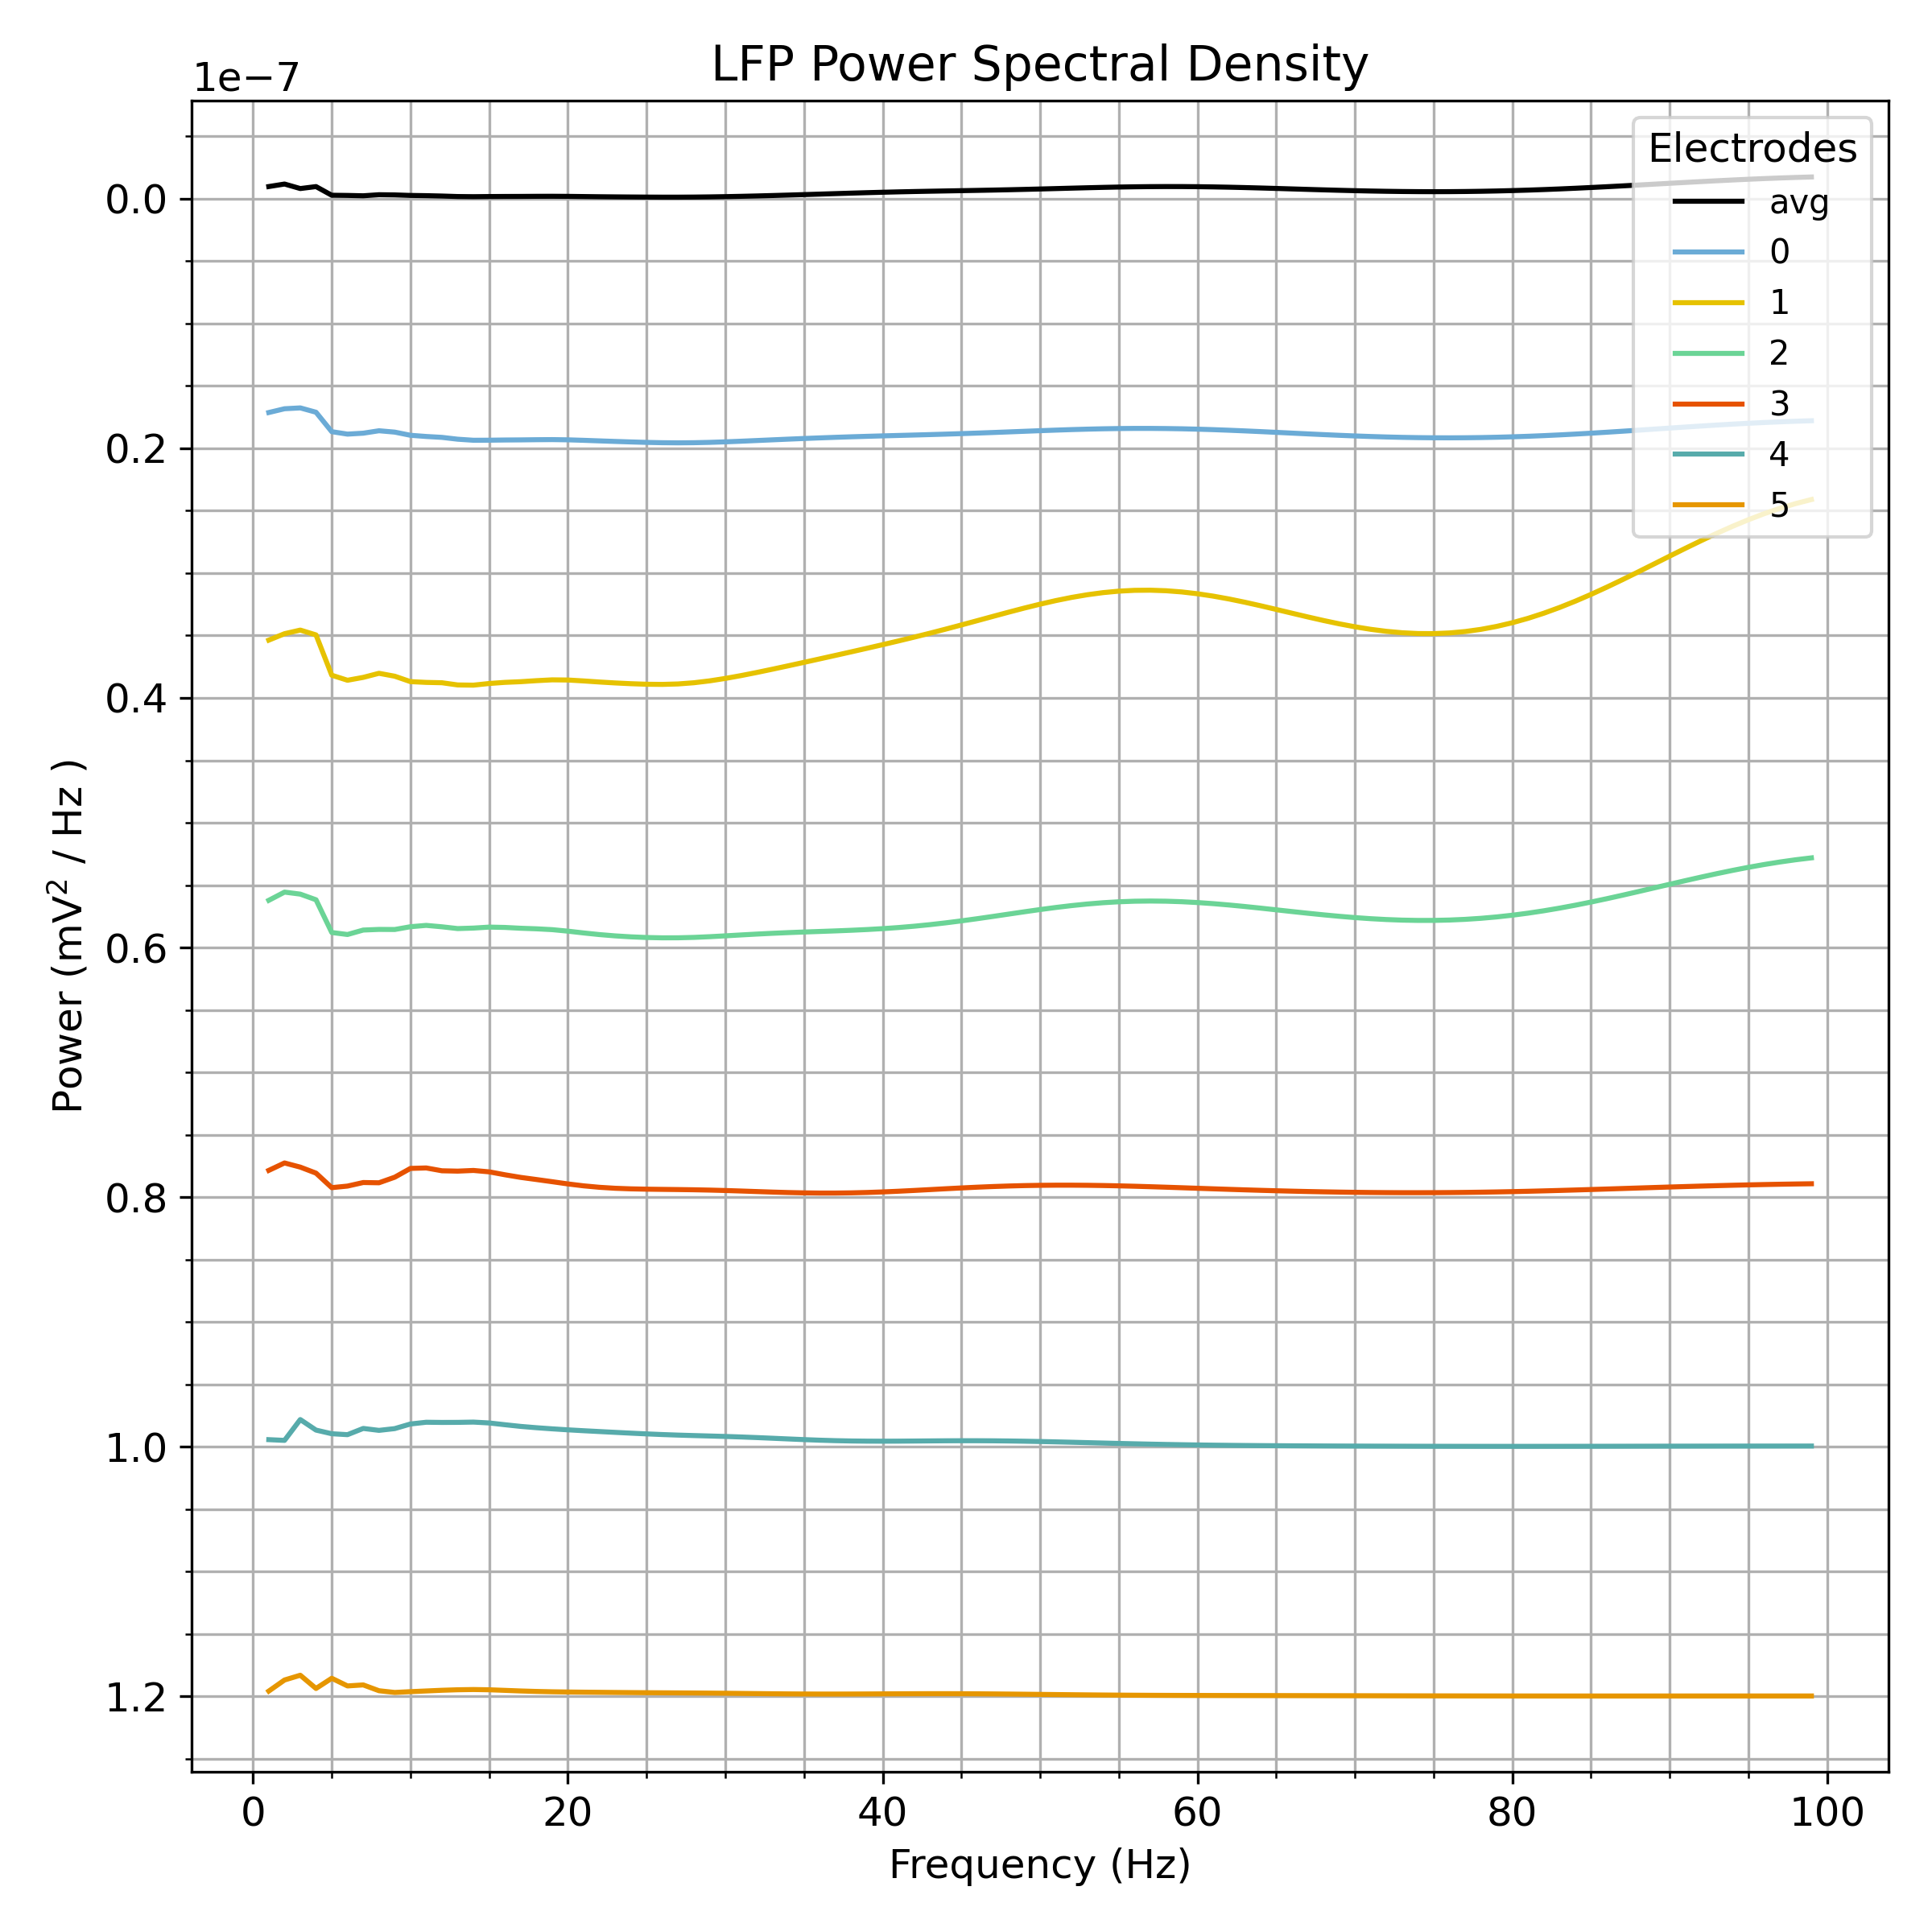 LFP Power Spectral Density
1e−7
Electrodes
avg
0
1
2
3
4
5
0.0
0.2
0.4
0.6
0.8
1.0
1.2
Power (mV² / Hz )
0 20 40 60 80 100
Frequency (Hz)